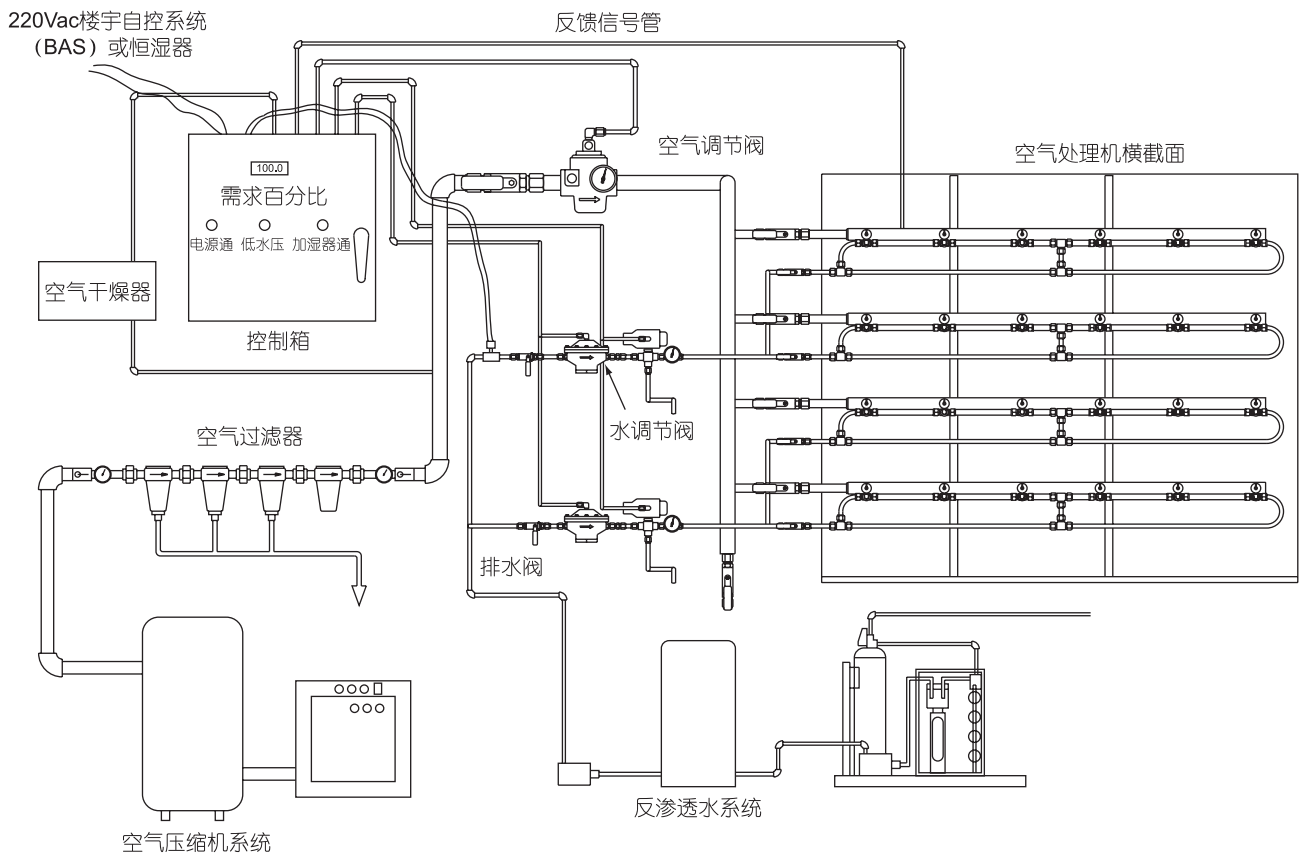 220Vac楼宇自控系统
（BAS）或恒湿器
反馈信号管
空气调节阀
空气处理机横截面
100.0
需求百分比
电源通 低水压 加湿器通
空气干燥器
控制箱
水调节阀
空气过滤器
排水阀
反渗透水系统
空气压缩机系统